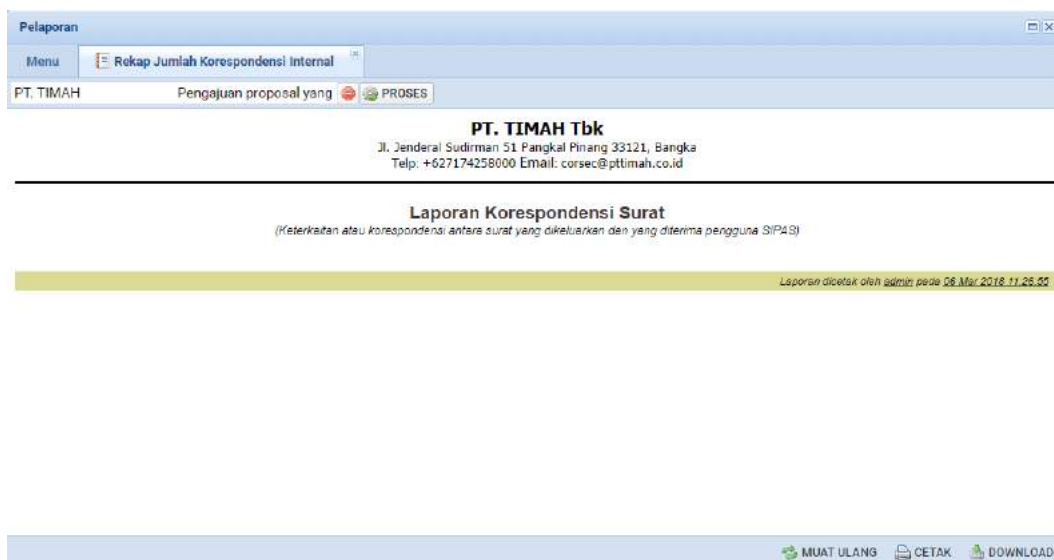 Pelaporan
Menu Rekap Jumlah Korespondensi Internal
PT. TIMAH Pengajuan proposal yang PROSES
PT. TIMAH Tbk
Jl. Jenderal Sudirman 51 Pangkal Pinang 33121, Bangka
Telp: +627174258000 Email: corsec@pttimah.co.id
Laporan Korespondensi Surat
(Keterkaitan atau korespondensi antara surat yang dikeluarkan dan yang diterima pengguna SIPAS)
Laporan dicetak oleh admin pada 06 Mar 2018 11.26.55
MUAT ULANG CETAK DOWNLOAD